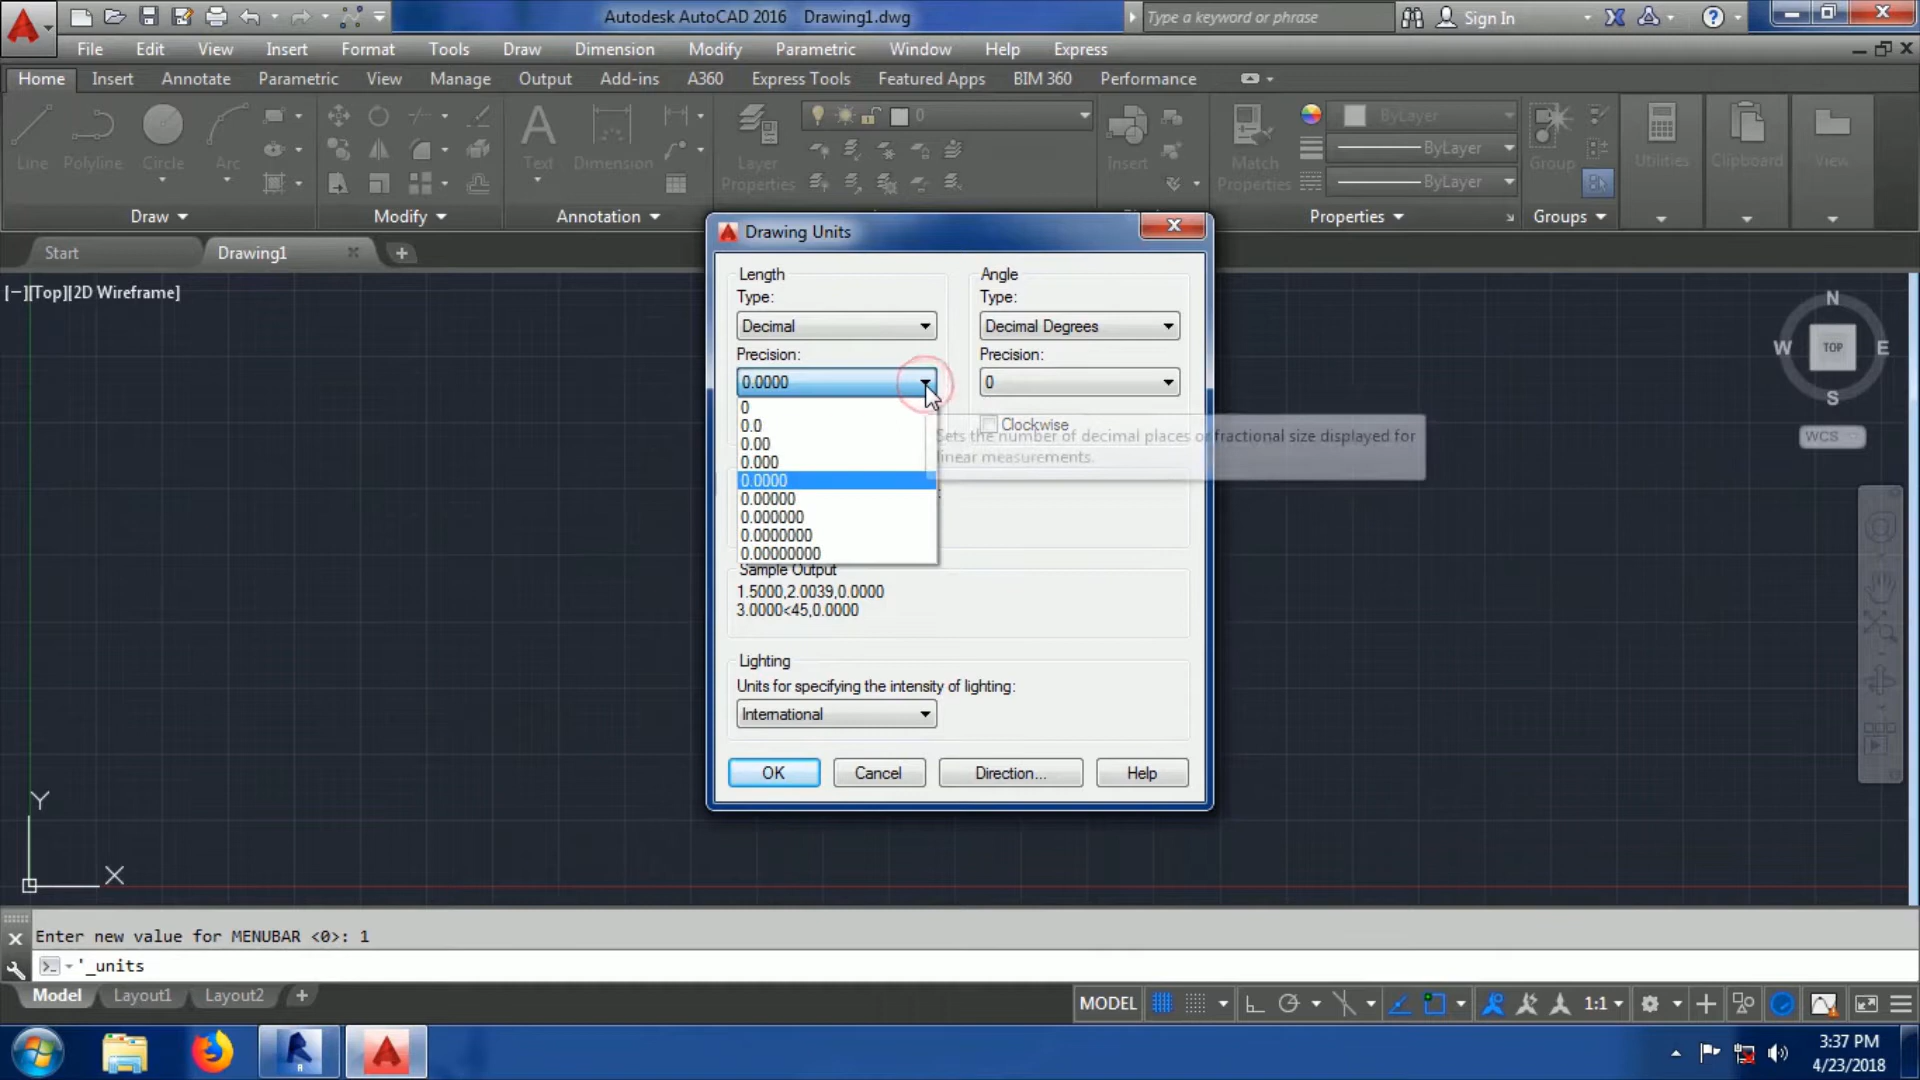 Autodesk AutoCAD 2016 Drawing1.dwg
MENU
Type a keyword or phrase
Sign In
File Edit View Insert Format Tools Draw Dimension Modify Parametric Window Help Express
Home Insert Annotate Parametric View Manage Output Add-ins A360 Express Tools Featured Apps BIM 360 Performance
0
ByLayer
ByLayer
ByLayer
Line Polyline Circle Arc
Text Dimension
Layer Properties
Insert
Match Properties
Group
Utilities
Clipboard
View
Draw
Modify
Annotation
Properties
Groups
Start
Drawing1
[−][Top][2D Wireframe]
Drawing Units
Length
Type:
Decimal
Precision:
0.0000
0
0.0
0.00
0.000
0.0000
0.00000
0.000000
0.0000000
0.00000000
Angle
Type:
Decimal Degrees
Precision:
0
Clockwise
Sets the number of decimal places or fractional size displayed for
linear measurements.
Sample Output
1.5000,2.0039,0.0000
3.0000<45,0.0000
Lighting
Units for specifying the intensity of lighting:
International
OK
Cancel
Direction...
Help
N
W
TOP
E
S
WCS
Y
X
Enter new value for MENUBAR <0>: 1
'_units
Model
Layout1
Layout2
MODEL
1:1
3:37 PM
4/23/2018